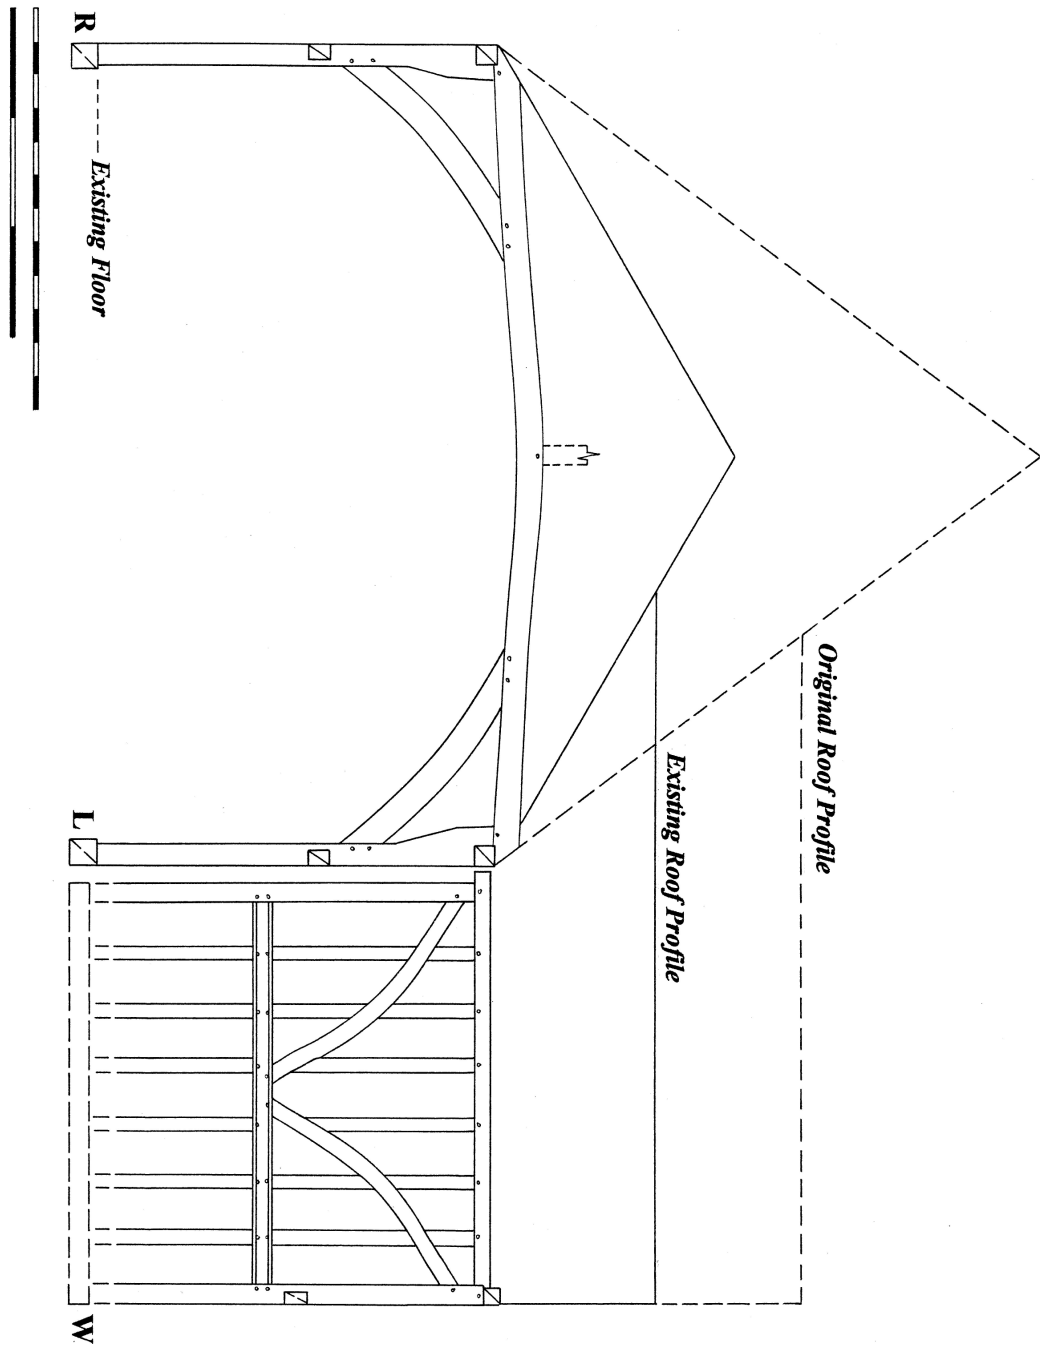 R
Existing Floor
Original Roof Profile
Existing Roof Profile
L
W